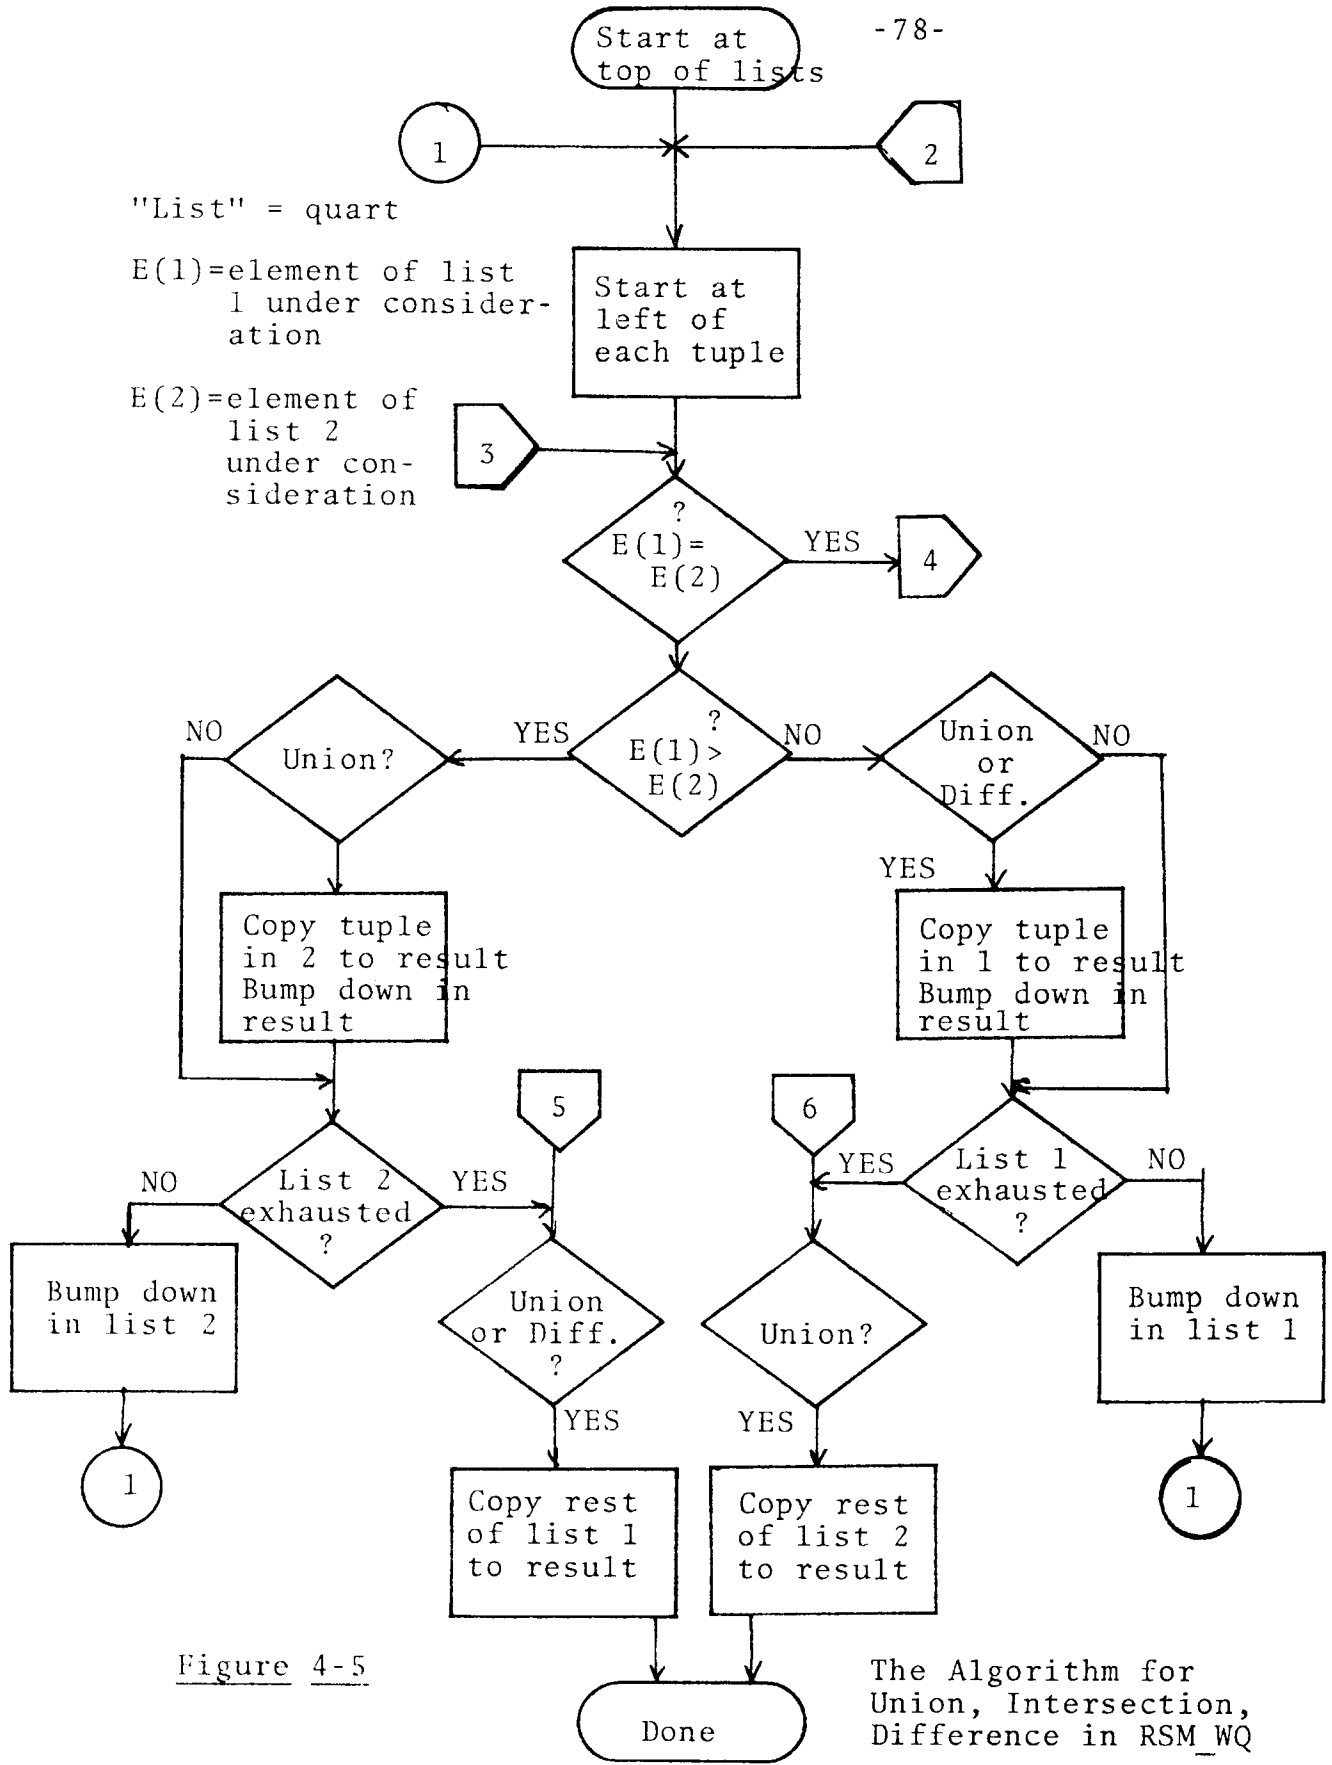 -78-
Start at
top of lists
1
2
"List" = quart
E(1)=element of list
1 under consider-
ation
Start at
left of
each tuple
E(2)=element of
list 2
under con-
sideration
3
?
E(1)=
E(2)
YES
4
NO
Union?
YES
?
E(1)>
E(2)
NO
Union
or
Diff.
NO
YES
Copy tuple
in 2 to result
Bump down in
result
Copy tuple
in 1 to result
Bump down in
result
5
6
NO
List 2
exhausted
?
YES
YES
List 1
exhausted
?
NO
Bump down
in list 2
Union
or Diff.
?
Union?
Bump down
in list 1
YES
YES
1
Copy rest
of list 1
to result
Copy rest
of list 2
to result
1
Figure 4-5
Done
The Algorithm for
Union, Intersection,
Difference in RSM_WQ